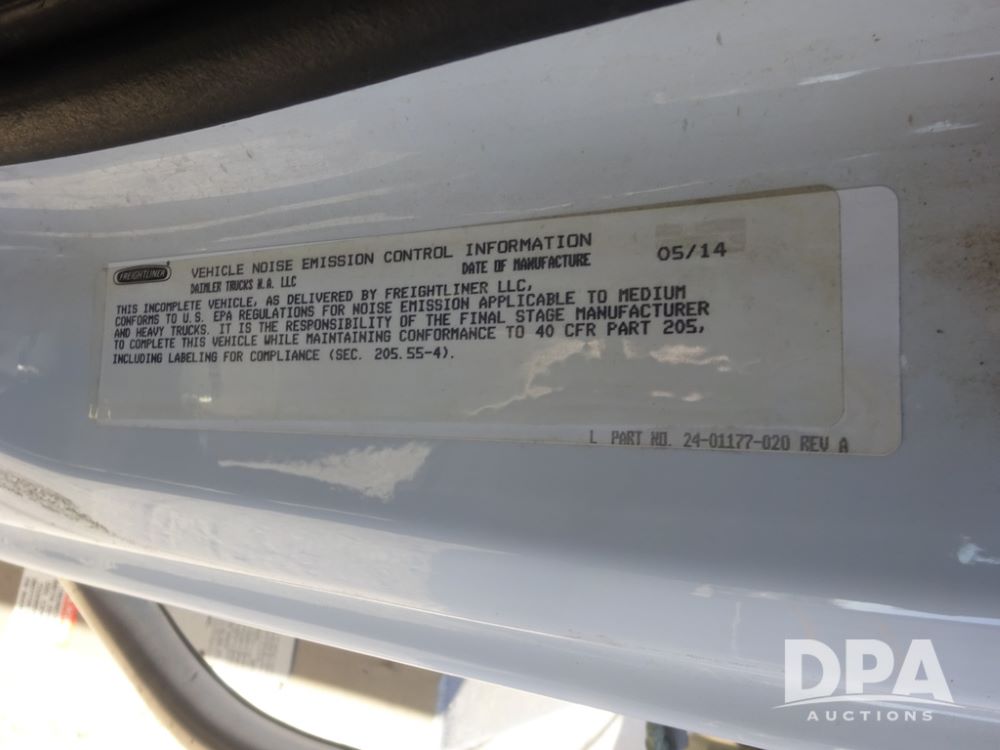 FREIGHTLINER
VEHICLE NOISE EMISSION CONTROL INFORMATION
DAIMLER TRUCKS N.A. LLC DATE OF MANUFACTURE 05/14
THIS INCOMPLETE VEHICLE, AS DELIVERED BY FREIGHTLINER LLC,
CONFORMS TO U.S. EPA REGULATIONS FOR NOISE EMISSION APPLICABLE TO MEDIUM
AND HEAVY TRUCKS. IT IS THE RESPONSIBILITY OF THE FINAL STAGE MANUFACTURER
TO COMPLETE THIS VEHICLE WHILE MAINTAINING CONFORMANCE TO 40 CFR PART 205,
INCLUDING LABELING FOR COMPLIANCE (SEC. 205.55-4).
L PART NO. 24-01177-020 REV A
DPA
AUCTIONS